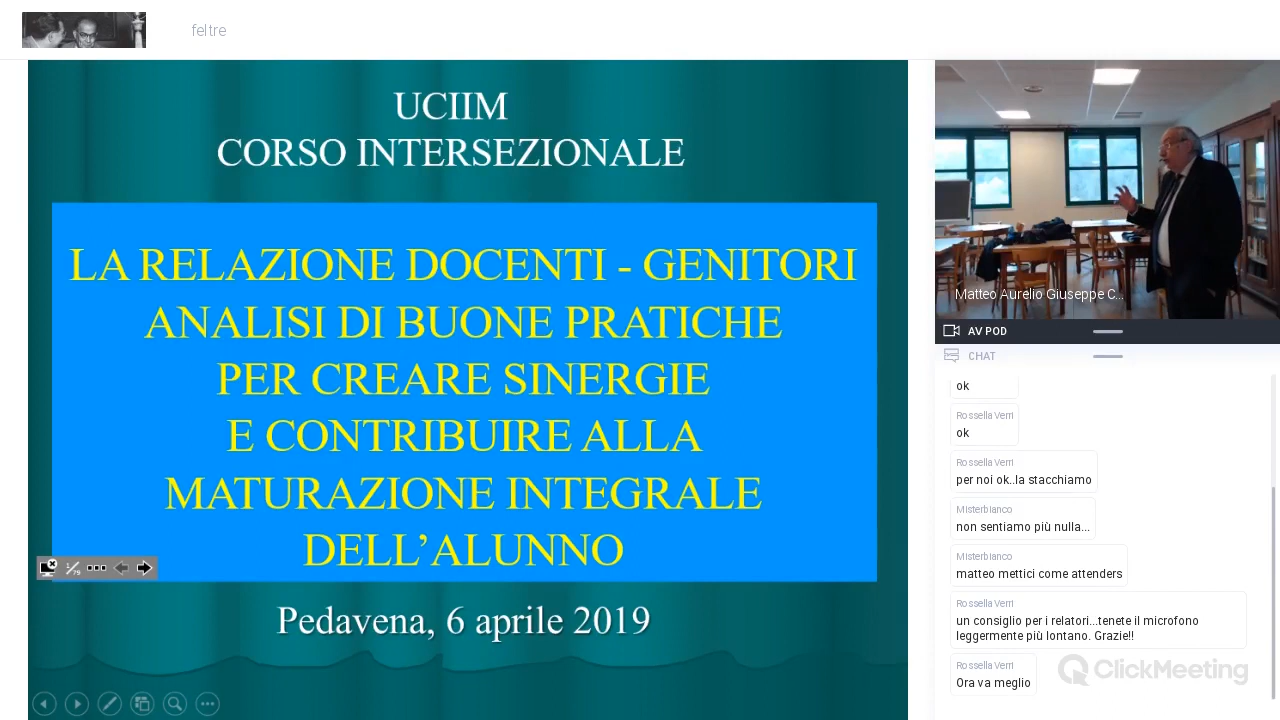 feltre
UCIIM
CORSO INTERSEZIONALE
LA RELAZIONE DOCENTI - GENITORI
ANALISI DI BUONE PRATICHE
PER CREARE SINERGIE
E CONTRIBUIRE ALLA
MATURAZIONE INTEGRALE
DELL’ALUNNO
1/79
Pedavena, 6 aprile 2019
Matteo Aurelio Giuseppe C...
AV POD
CHAT
ok
Rossella Verri
ok
Rossella Verri
per noi ok..la stacchiamo
Misterbianco
non sentiamo più nulla...
Misterbianco
matteo mettici come attenders
Rossella Verri
un consiglio per i relatori...tenete il microfono
leggermente più lontano. Grazie!!
Rossella Verri
Ora va meglio
ClickMeeting